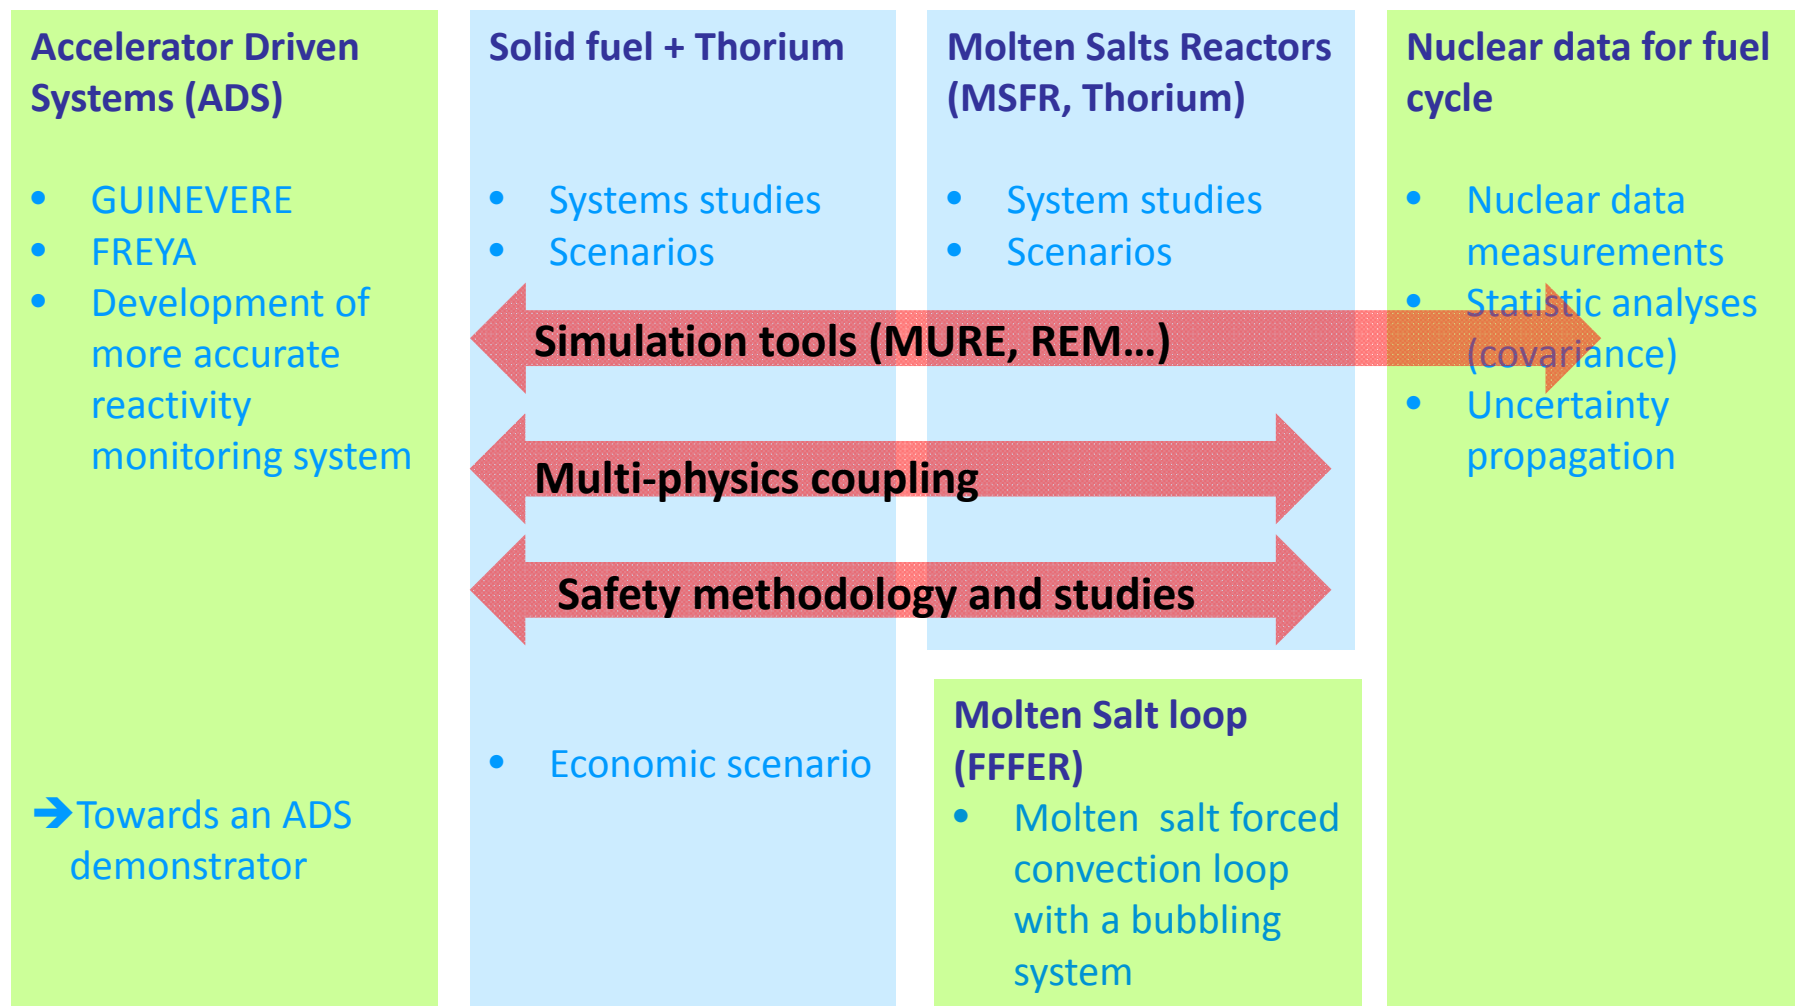 Accelerator Driven
Systems (ADS)
• GUINEVERE
• FREYA
• Development of
more accurate
reactivity
monitoring system
➔Towards an ADS
demonstrator
Solid fuel + Thorium
• Systems studies
• Scenarios
• Economic scenario
Molten Salts Reactors
(MSFR, Thorium)
• System studies
• Scenarios
Simulation tools (MURE, REM…)
Multi-physics coupling
Safety methodology and studies
Molten Salt loop
(FFFER)
• Molten salt forced
convection loop
with a bubbling
system
Nuclear data for fuel
cycle
• Nuclear data
measurements
• Statistic analyses
(covariance)
• Uncertainty
propagation